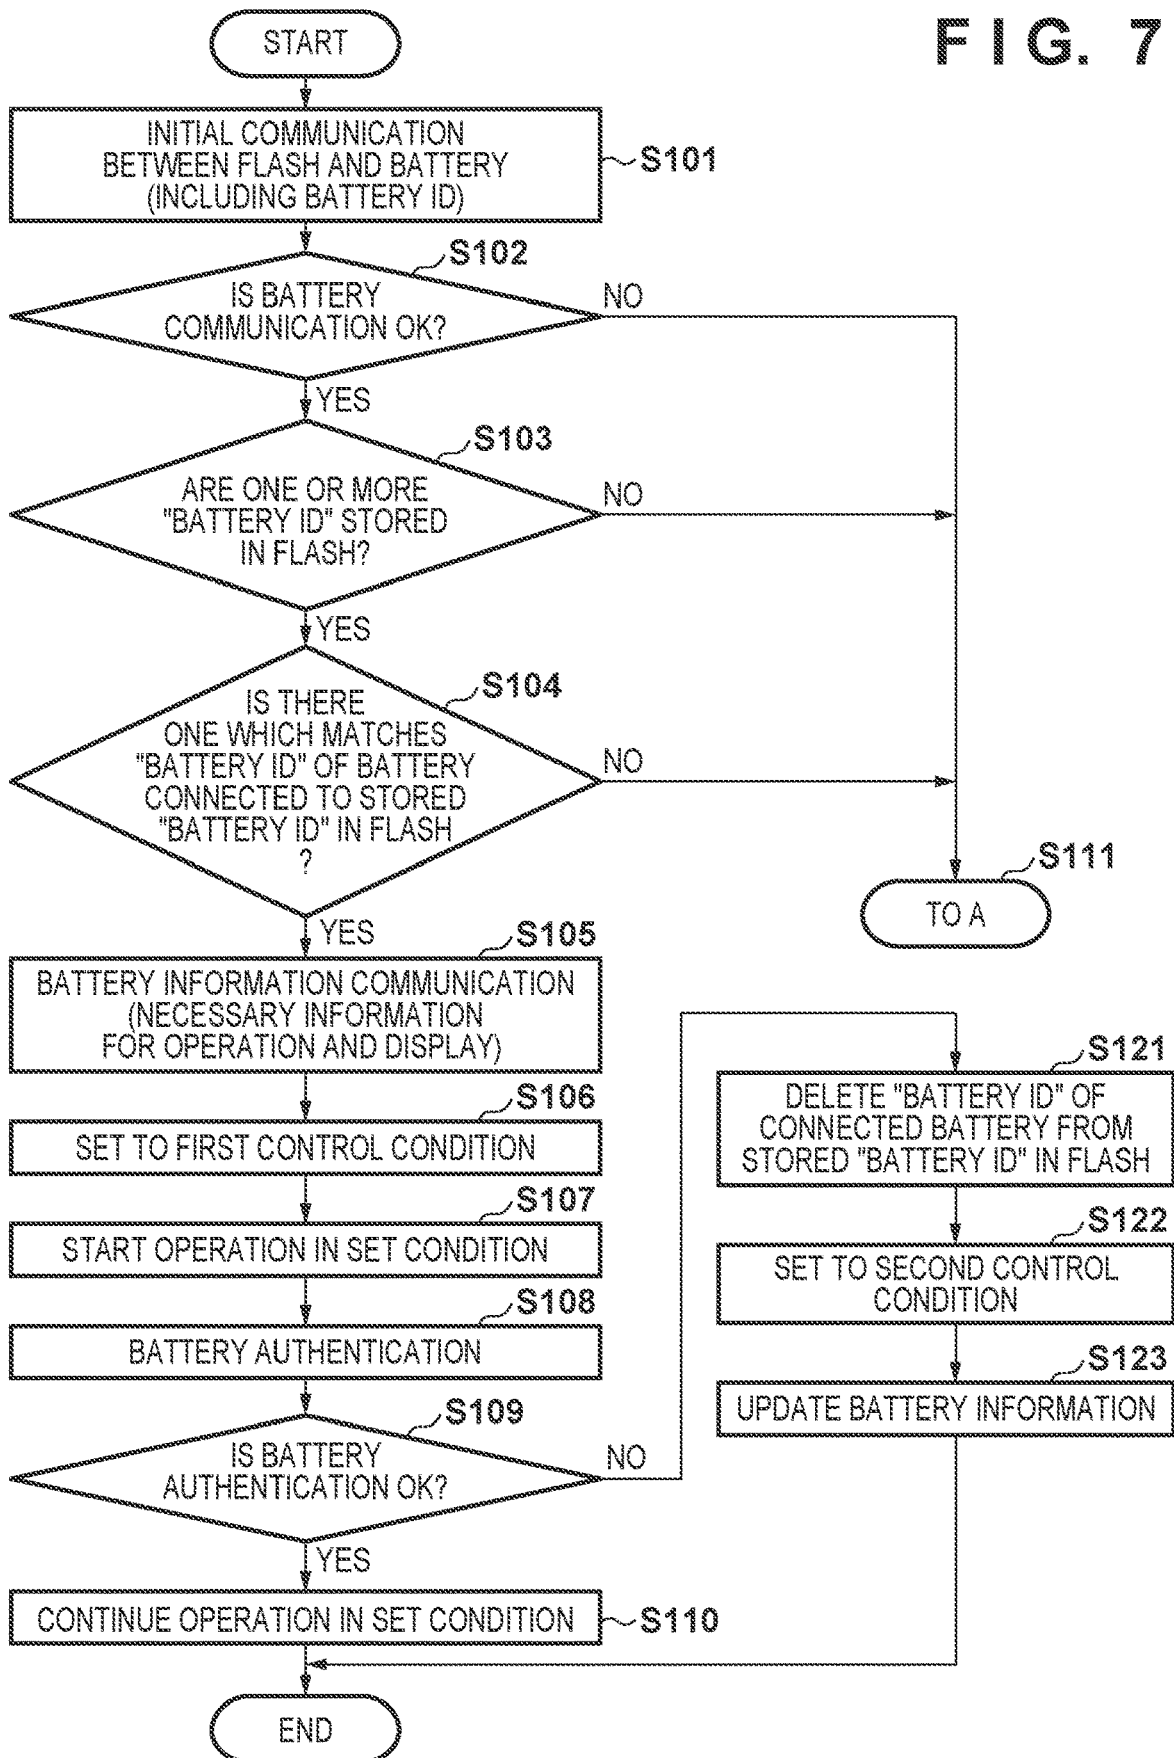 FIG. 7
START
INITIAL COMMUNICATION
BETWEEN FLASH AND BATTERY
(INCLUDING BATTERY ID)
S101
S102
IS BATTERY
COMMUNICATION OK?
NO
YES
S103
ARE ONE OR MORE
"BATTERY ID" STORED
IN FLASH?
NO
YES
S104
IS THERE
ONE WHICH MATCHES
"BATTERY ID" OF BATTERY
CONNECTED TO STORED
"BATTERY ID" IN FLASH
?
NO
S111
TO A
YES
S105
BATTERY INFORMATION COMMUNICATION
(NECESSARY INFORMATION
FOR OPERATION AND DISPLAY)
S106
SET TO FIRST CONTROL CONDITION
S107
START OPERATION IN SET CONDITION
S108
BATTERY AUTHENTICATION
S109
IS BATTERY
AUTHENTICATION OK?
NO
YES
CONTINUE OPERATION IN SET CONDITION
S110
S121
DELETE "BATTERY ID" OF
CONNECTED BATTERY FROM
STORED "BATTERY ID" IN FLASH
S122
SET TO SECOND CONTROL
CONDITION
S123
UPDATE BATTERY INFORMATION
END